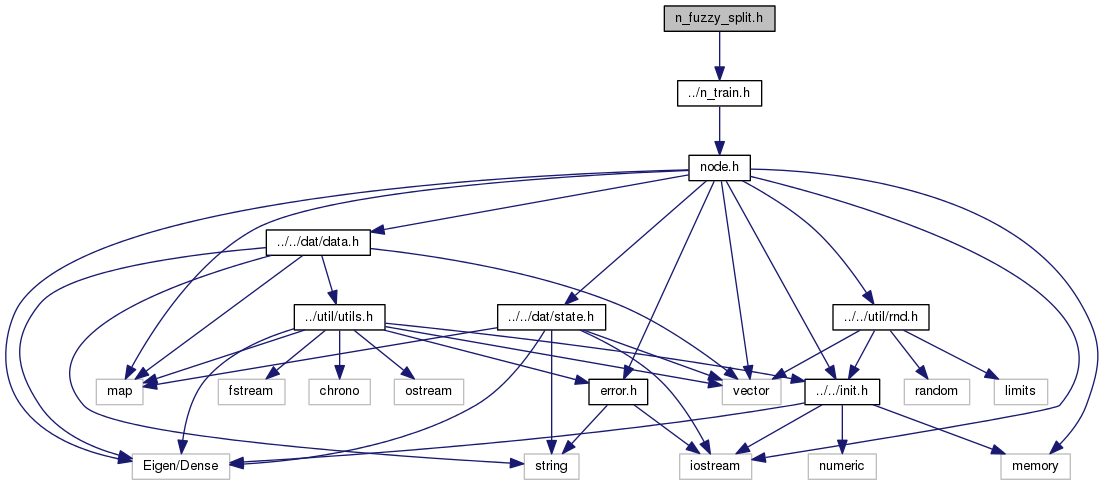 n_fuzzy_split.h
../n_train.h
node.h
../../dat/data.h
../util/utils.h
../../dat/state.h
../../util/rnd.h
map
fstream
chrono
ostream
error.h
vector
../../init.h
random
limits
Eigen/Dense
string
iostream
numeric
memory